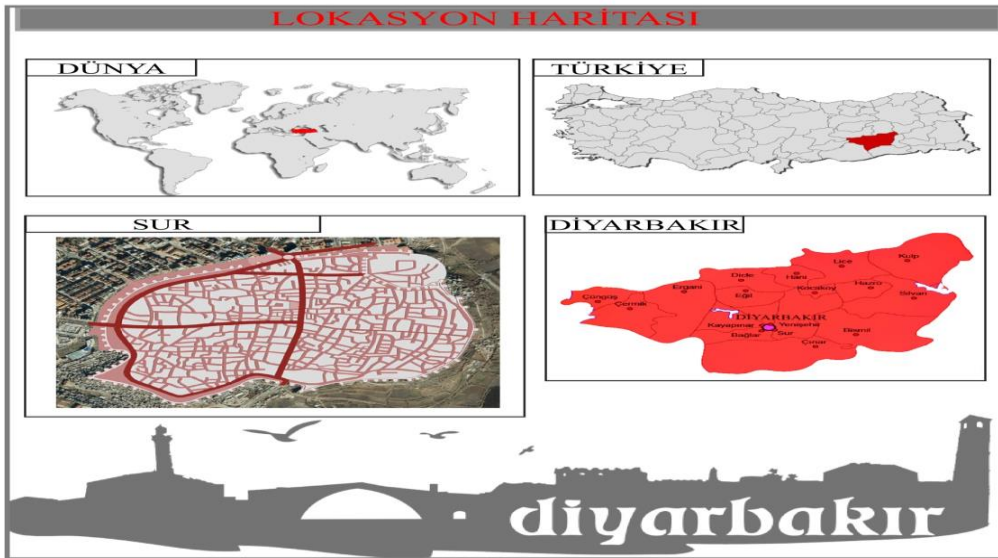 LOKASYON HARİTASI
DÜNYA
TÜRKİYE
SUR
DİYARBAKIR
Kulp
Lice
Dicle
Hani
Ergani
Hazro
Kocaköy
Silvan
Eğil
Çüngüş
Çermik
DİYARBAKIR
Kayapınar
Yenişehir
Bismil
Bağlar
Sur
Çınar
diyarbakır